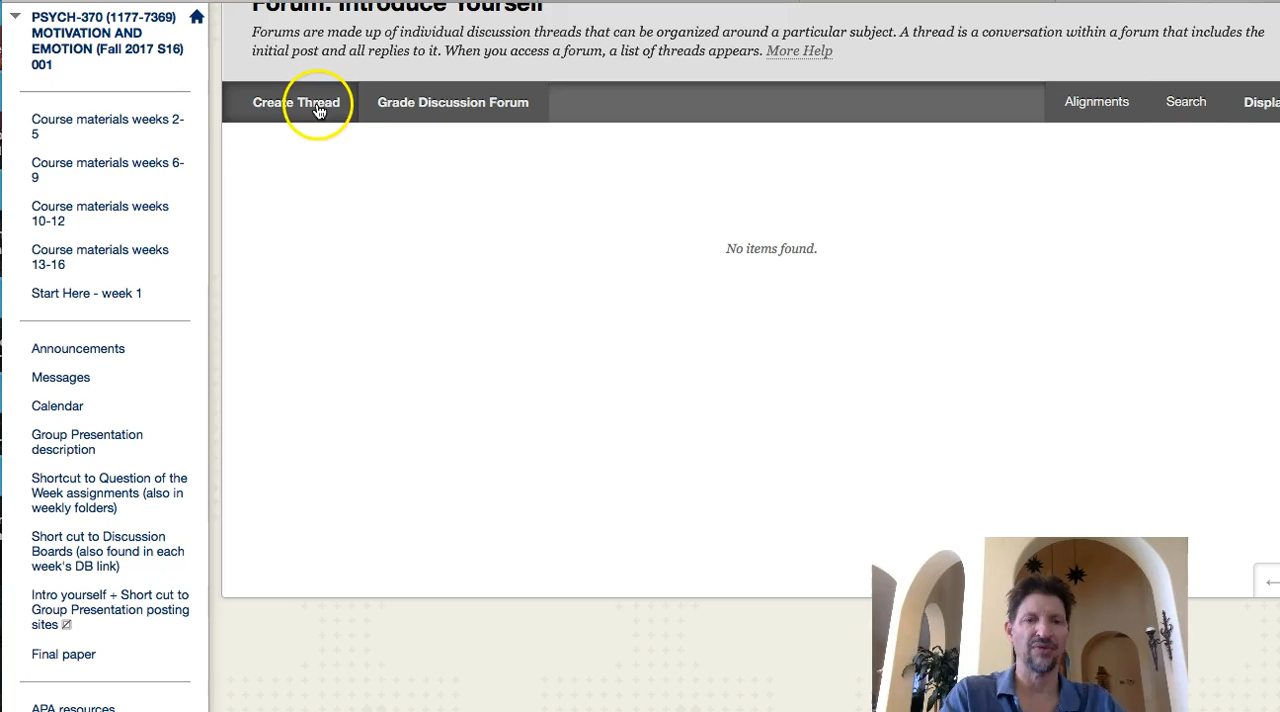 PSYCH-370 (1177-7369)
MOTIVATION AND
EMOTION (Fall 2017 S16)
001
Course materials weeks 2-
5
Course materials weeks 6-
9
Course materials weeks
10-12
Course materials weeks
13-16
Start Here - week 1
Announcements
Messages
Calendar
Group Presentation
description
Shortcut to Question of the
Week assignments (also in
weekly folders)
Short cut to Discussion
Boards (also found in each
week's DB link)
Intro yourself + Short cut to
Group Presentation posting
sites
Final paper
APA resources
Forum: Introduce Yourself
Forums are made up of individual discussion threads that can be organized around a particular subject. A thread is a conversation within a forum that includes the
initial post and all replies to it. When you access a forum, a list of threads appears. More Help
Create Thread Grade Discussion Forum Alignments Search Displa
No items found.